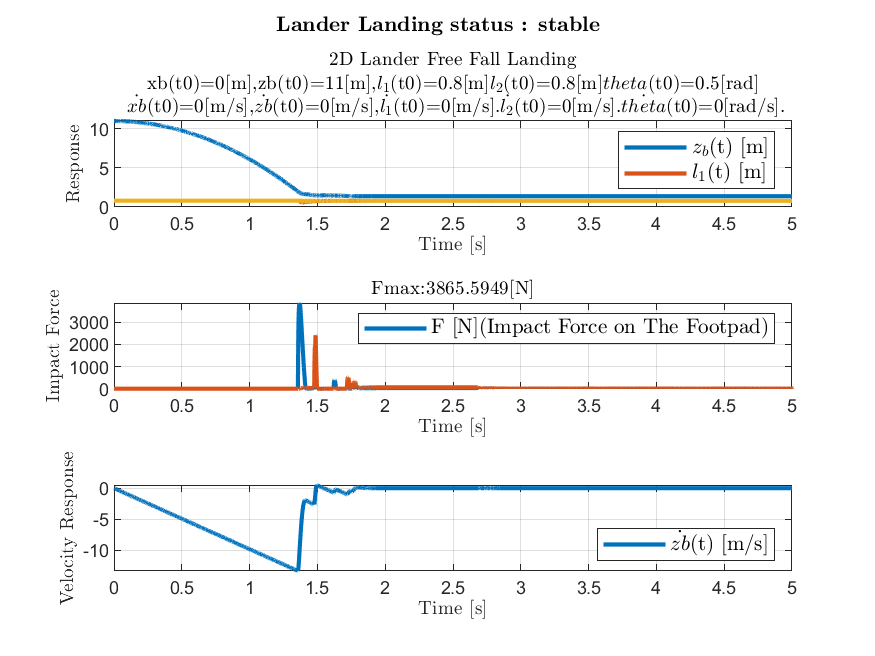 Lander Landing status : stable
2D Lander Free Fall Landing
xb(t0)=0[m],zb(t0)=11[m],l₁(t0)=0.8[m]l₂(t0)=0.8[m]theta(t0)=0.5[rad]
ẋb(t0)=0[m/s],żb(t0)=0[m/s],l̇₁(t0)=0[m/s].l̇₂(t0)=0[m/s].thėta(t0)=0[rad/s].
Response
10
5
0
z_b(t) [m]
l₁(t) [m]
0 0.5 1 1.5 2 2.5 3 3.5 4 4.5 5
Time [s]
Fmax:3865.5949[N]
Impact Force
3000
2000
1000
0
F [N](Impact Force on The Footpad)
0 0.5 1 1.5 2 2.5 3 3.5 4 4.5 5
Time [s]
Velocity Response
0
-5
-10
żb(t) [m/s]
0 0.5 1 1.5 2 2.5 3 3.5 4 4.5 5
Time [s]